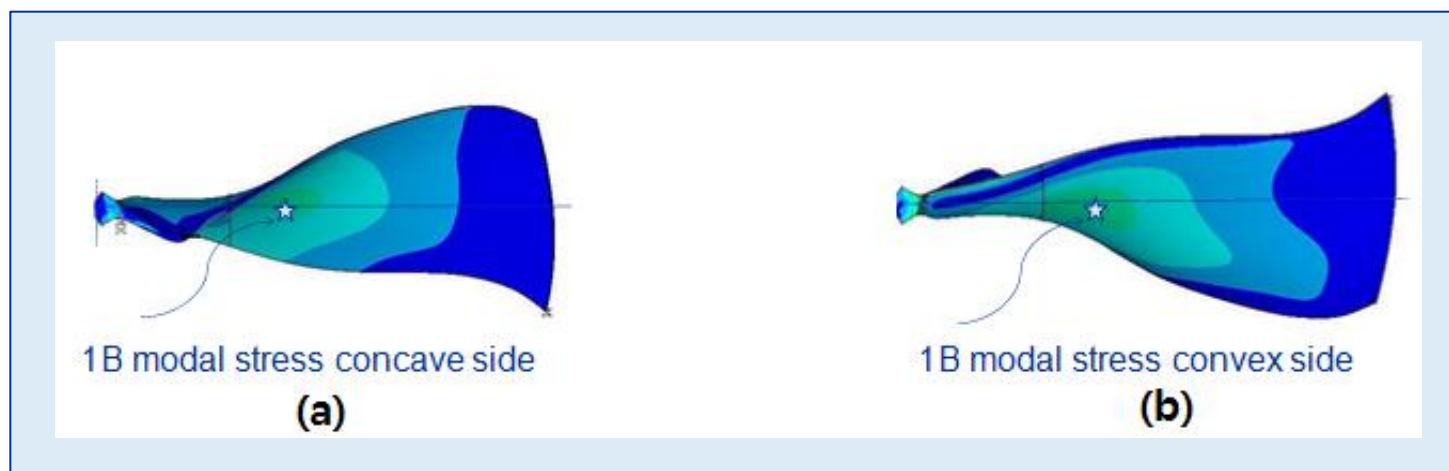 1B modal stress concave side
1B modal stress convex side
(a)
(b)